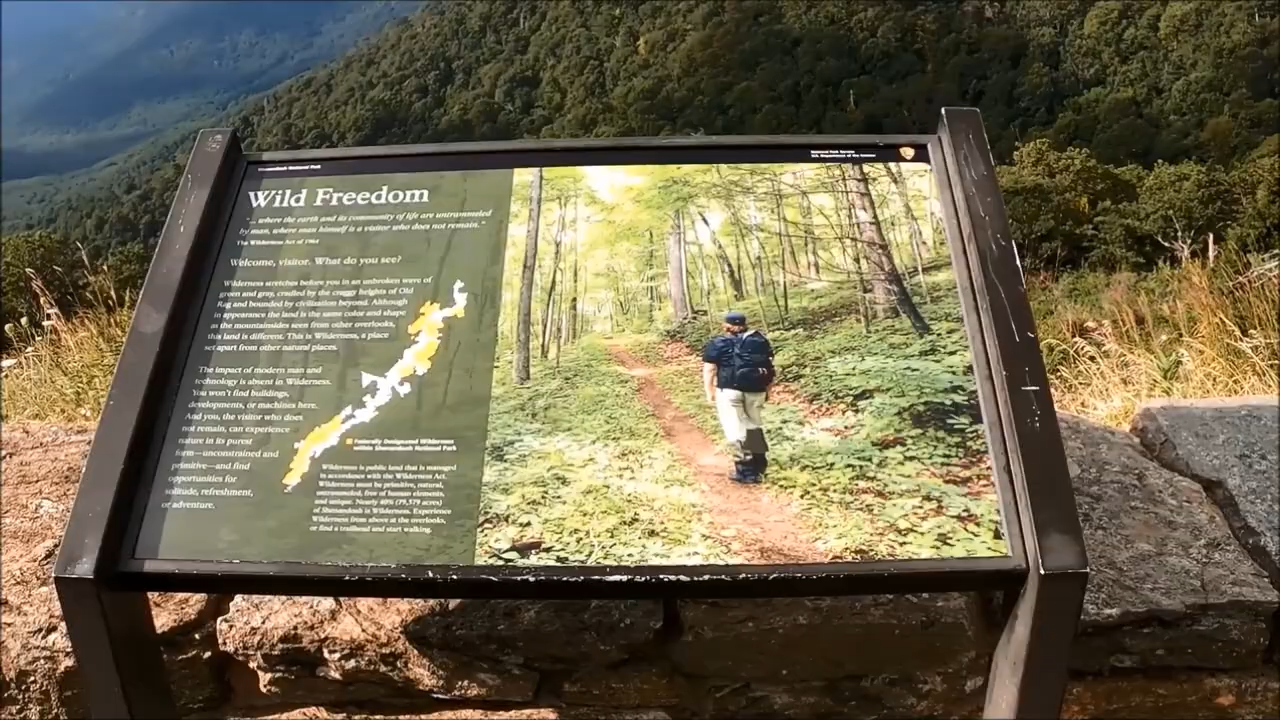 Shenandoah National Park
National Park Service
U.S. Department of the Interior
Wild Freedom
"... where the earth and its community of life are untrammeled
by man, where man himself is a visitor who does not remain."
The Wilderness Act of 1964
Welcome, visitor. What do you see?
Wilderness stretches before you in an unbroken wave of
green and gray, cradled by the craggy heights of Old
Rag and bounded by civilization beyond. Although
in appearance the land is the same color and shape
as the mountainsides seen from other overlooks,
this land is different. This is Wilderness, a place
set apart from other natural places.
The impact of modern man and
technology is absent in Wilderness.
You won't find buildings,
developments, or machines here.
And you, the visitor who does
not remain, can experience
nature in its purest
form—unconstrained and
primitive—and find
opportunities for
solitude, refreshment,
or adventure.
Federally Designated Wilderness
within Shenandoah National Park
Wilderness is public land that is managed
in accordance with the Wilderness Act.
Wilderness must be primitive, natural,
untrammeled, free of human elements,
and unique. Nearly 40% (79,579 acres)
of Shenandoah is Wilderness. Experience
Wilderness from above at the overlooks,
or find a trailhead and start walking.